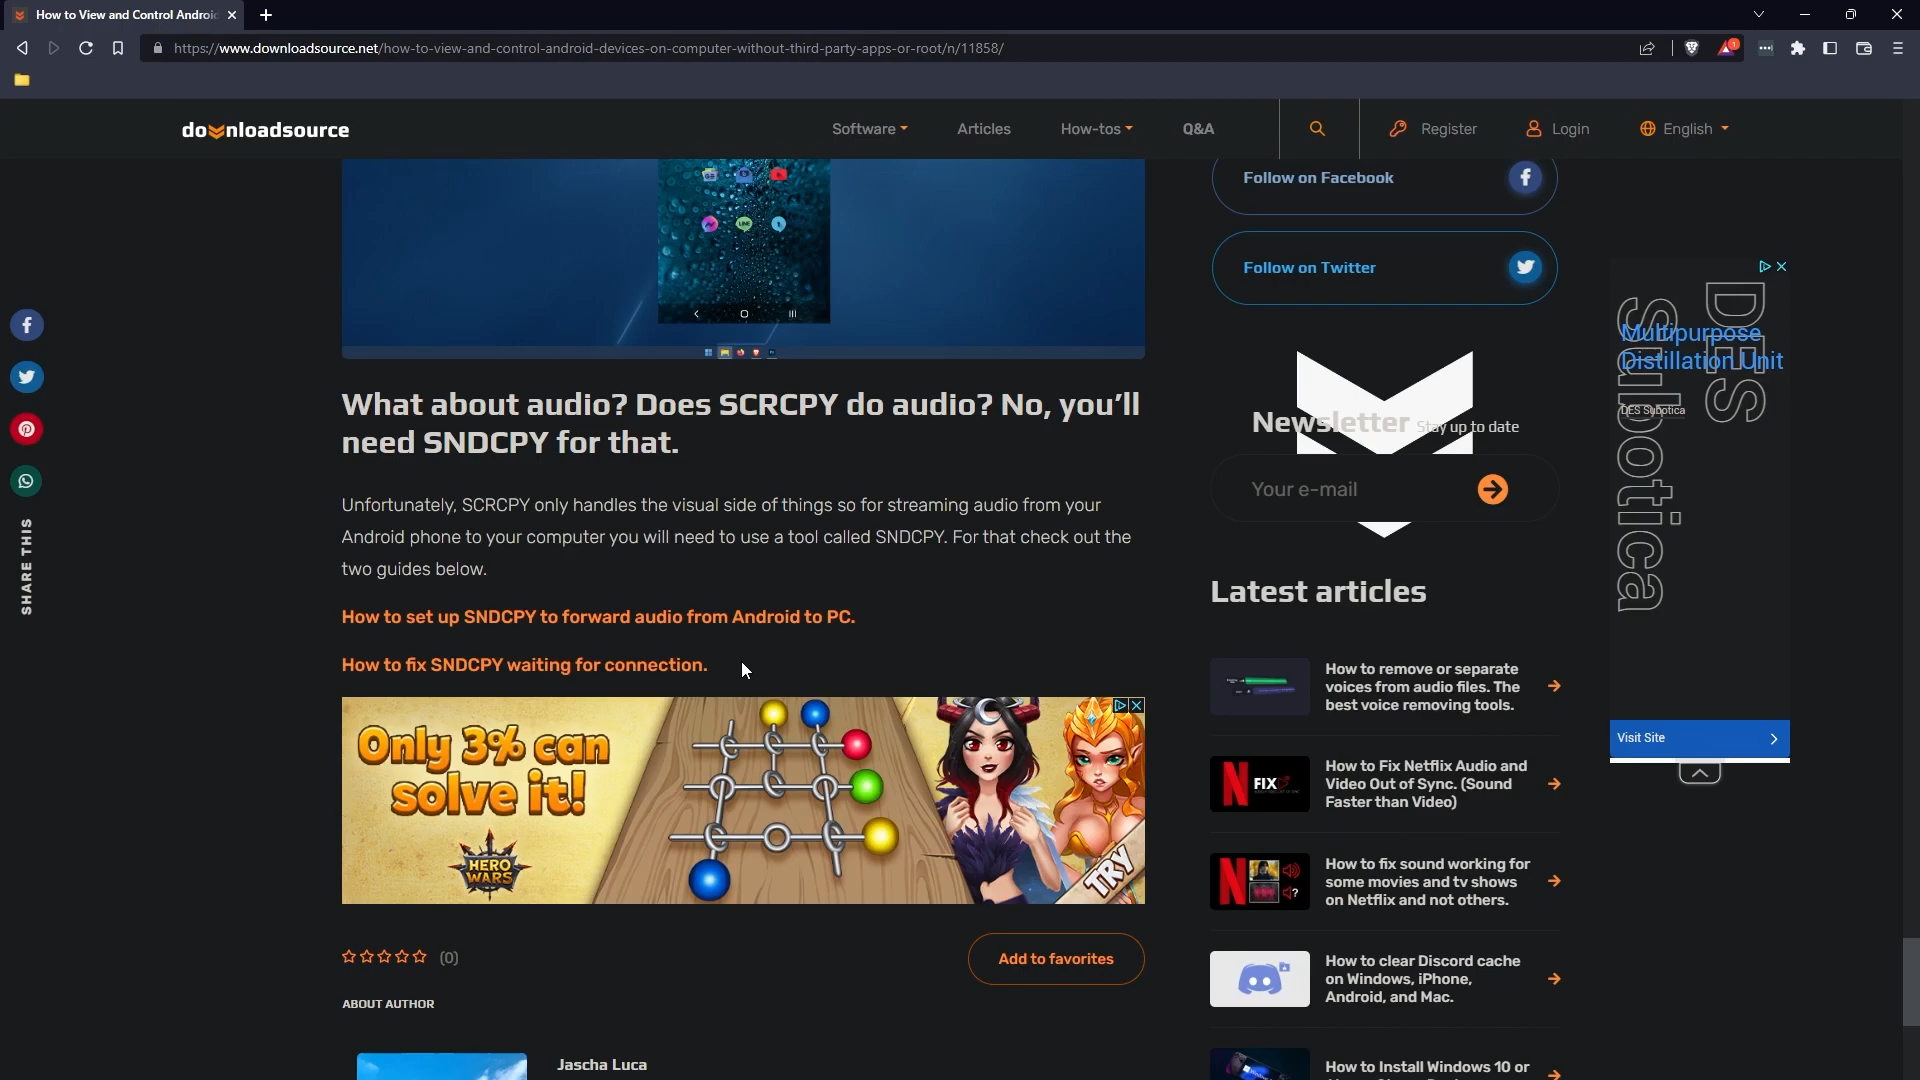 How to View and Control Android
https://www.downloadsource.net/how-to-view-and-control-android-devices-on-computer-without-third-party-apps-or-root/n/11858/
1
downloadsource
Software
Articles
How-tos
Q&A
Register
Login
English
SHARE THIS
What about audio? Does SCRCPY do audio? No, you’ll
need SNDCPY for that.
Unfortunately, SCRCPY only handles the visual side of things so for streaming audio from your
Android phone to your computer you will need to use a tool called SNDCPY. For that check out the
two guides below.
How to set up SNDCPY to forward audio from Android to PC.
How to fix SNDCPY waiting for connection.
Only 3% can
solve it!
HERO
WARS
TRY
(0)
Add to favorites
ABOUT AUTHOR
Jascha Luca
Follow on Facebook
Follow on Twitter
Newsletter Stay up to date
Your e-mail
Latest articles
How to remove or separate
voices from audio files. The
best voice removing tools.
FIX
How to Fix Netflix Audio and
Video Out of Sync. (Sound
Faster than Video)
How to fix sound working for
some movies and tv shows
on Netflix and not others.
How to clear Discord cache
on Windows, iPhone,
Android, and Mac.
How to Install Windows 10 or
DES
Subotica
Multipurpose
Distillation Unit
DES Subotica
Visit Site